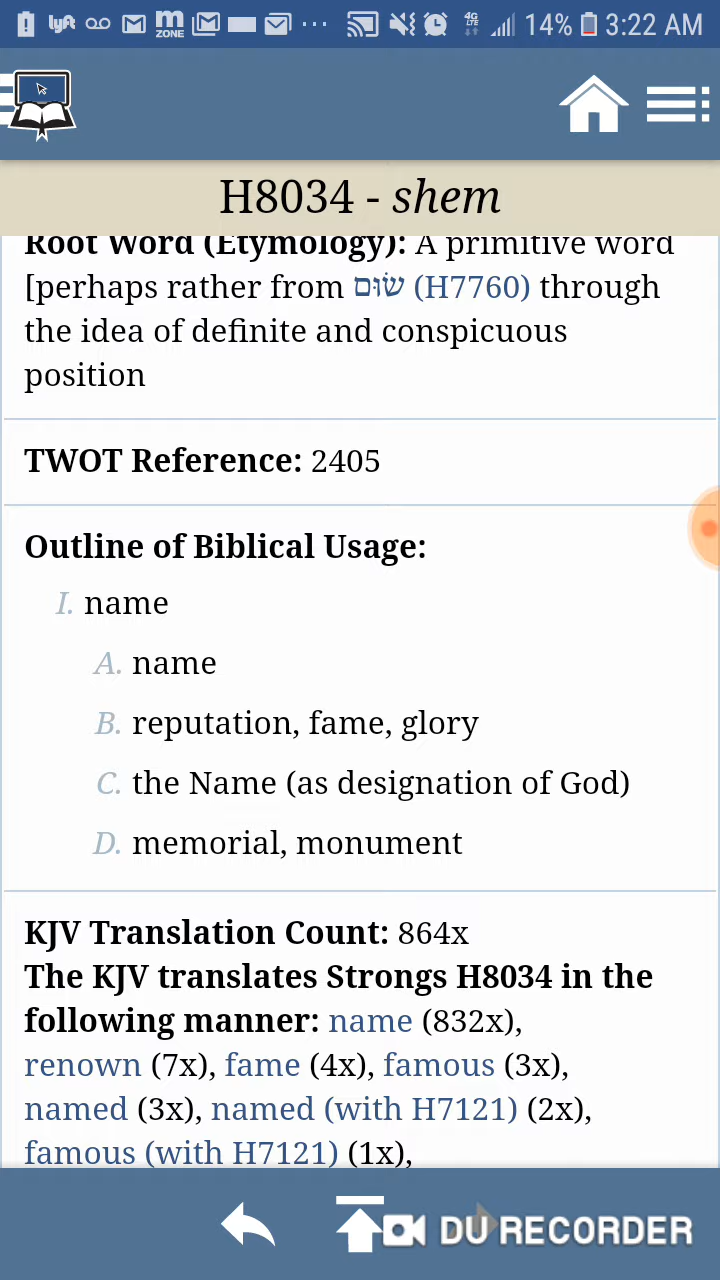 lyft
m
ZONE
4G
LTE
14%
3:22 AM
H8034 - shem
Root Word (Etymology): A primitive word
[perhaps rather from שׂוּם (H7760) through
the idea of definite and conspicuous
position
TWOT Reference: 2405
Outline of Biblical Usage:
I. name
A. name
B. reputation, fame, glory
C. the Name (as designation of God)
D. memorial, monument
KJV Translation Count: 864x
The KJV translates Strongs H8034 in the
following manner: name (832x),
renown (7x), fame (4x), famous (3x),
named (3x), named (with H7121) (2x),
famous (with H7121) (1x),
DU RECORDER